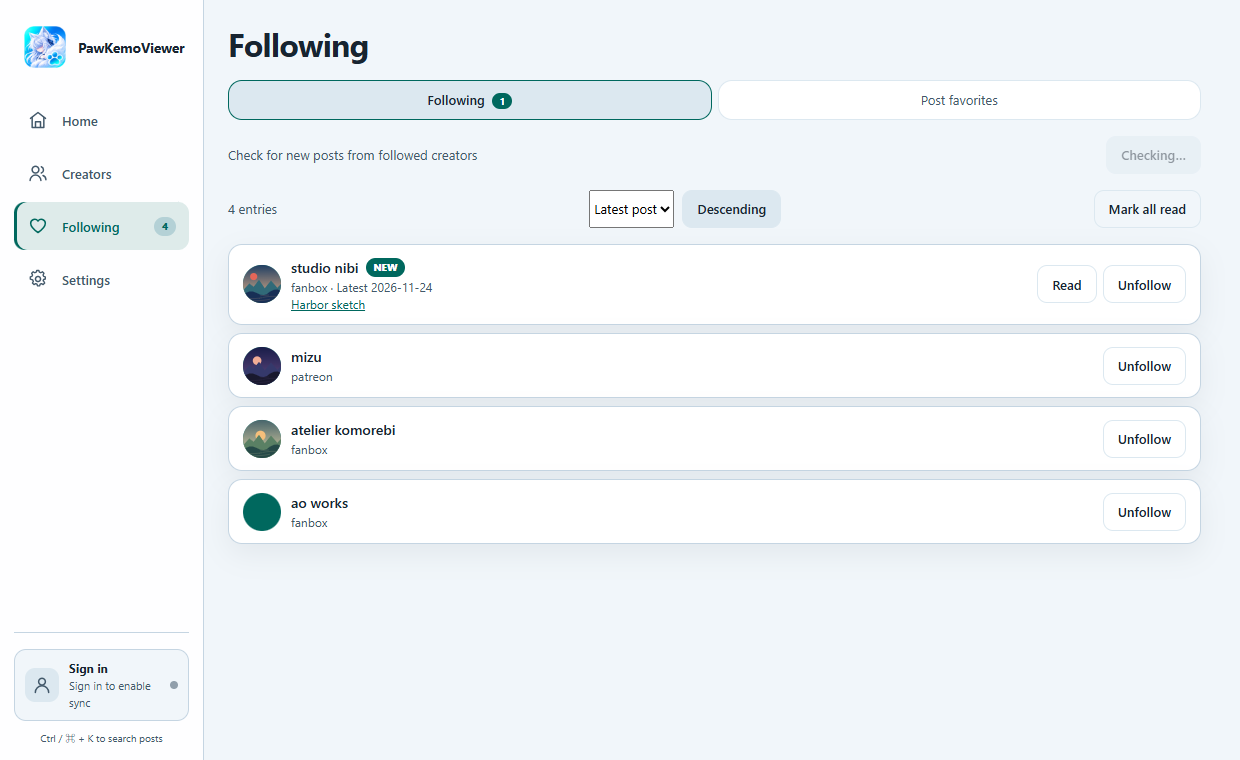 PawKemoViewer
Home
Creators
Following 4
Settings
Sign in
Sign in to enable
sync
Ctrl / ⌘ + K to search posts
Following
Following 1
Post favorites
Check for new posts from followed creators
Checking...
4 entries
Latest post
Descending
Mark all read
studio nibi NEW
fanbox · Latest 2026-11-24
Harbor sketch
Read
Unfollow
mizu
patreon
Unfollow
atelier komorebi
fanbox
Unfollow
ao works
fanbox
Unfollow